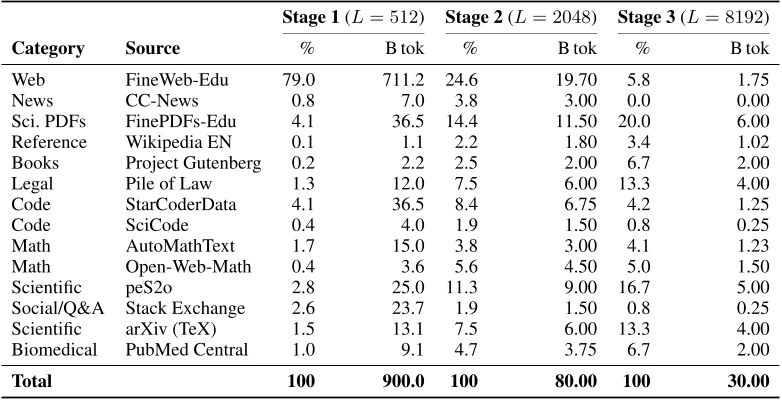 Stage 1 (L = 512) Stage 2 (L = 2048) Stage 3 (L = 8192)
Category Source % B tok % B tok % B tok
Web FineWeb-Edu 79.0 711.2 24.6 19.70 5.8 1.75
News CC-News 0.8 7.0 3.8 3.00 0.0 0.00
Sci. PDFs FinePDFs-Edu 4.1 36.5 14.4 11.50 20.0 6.00
Reference Wikipedia EN 0.1 1.1 2.2 1.80 3.4 1.02
Books Project Gutenberg 0.2 2.2 2.5 2.00 6.7 2.00
Legal Pile of Law 1.3 12.0 7.5 6.00 13.3 4.00
Code StarCoderData 4.1 36.5 8.4 6.75 4.2 1.25
Code SciCode 0.4 4.0 1.9 1.50 0.8 0.25
Math AutoMathText 1.7 15.0 3.8 3.00 4.1 1.23
Math Open-Web-Math 0.4 3.6 5.6 4.50 5.0 1.50
Scientific peS2o 2.8 25.0 11.3 9.00 16.7 5.00
Social/Q&A Stack Exchange 2.6 23.7 1.9 1.50 0.8 0.25
Scientific arXiv (TeX) 1.5 13.1 7.5 6.00 13.3 4.00
Biomedical PubMed Central 1.0 9.1 4.7 3.75 6.7 2.00
Total 100 900.0 100 80.00 100 30.00